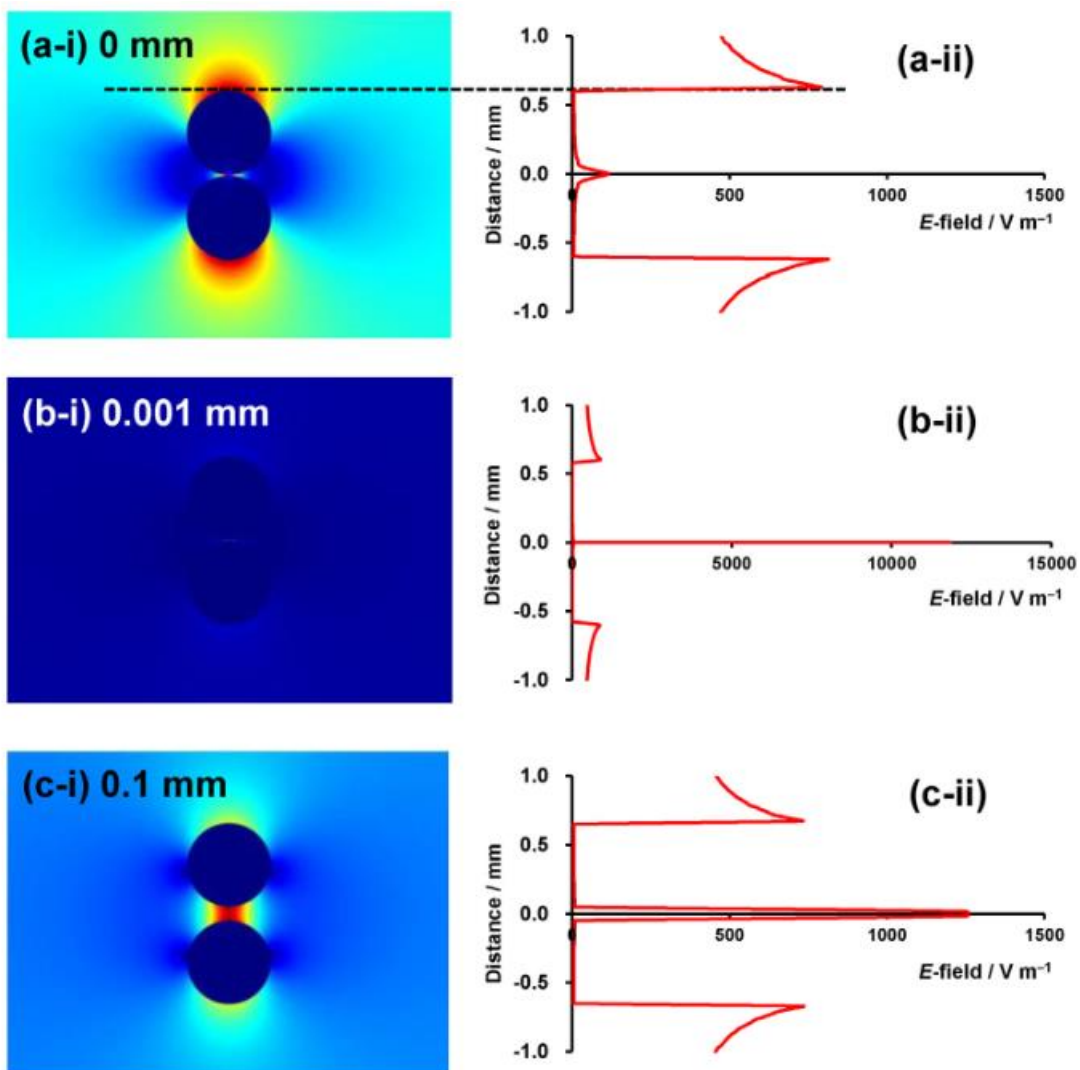 (a-i) 0 mm
(a-ii)
1.0
0.5
0.0
-0.5
-1.0
Distance / mm
0 500 1000 1500
E-field / V m⁻¹
(b-i) 0.001 mm
(b-ii)
1.0
0.5
0.0
-0.5
-1.0
Distance / mm
0 5000 10000 15000
E-field / V m⁻¹
(c-i) 0.1 mm
(c-ii)
1.0
0.5
0.0
-0.5
-1.0
Distance / mm
0 500 1000 1500
E-field / V m⁻¹